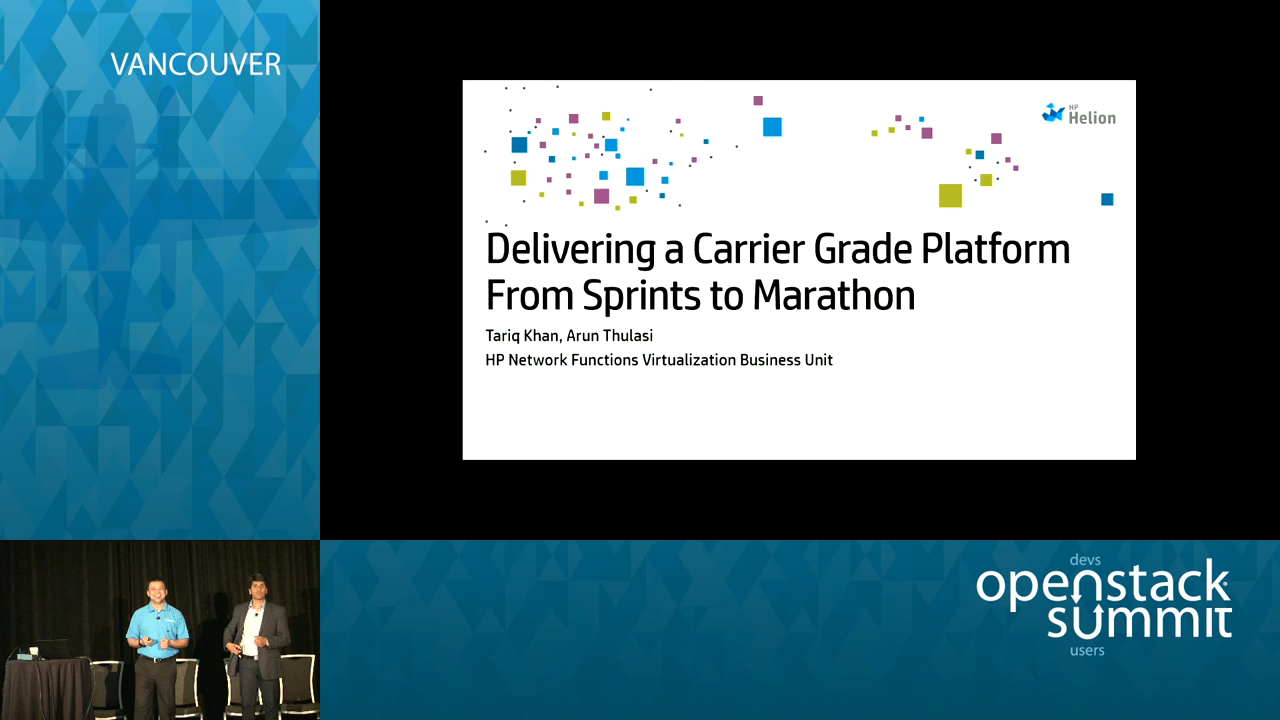 VANCOUVER
HP
Helion
Delivering a Carrier Grade Platform
From Sprints to Marathon
Tariq Khan, Arun Thulasi
HP Network Functions Virtualization Business Unit
devs
openstack
summit
users